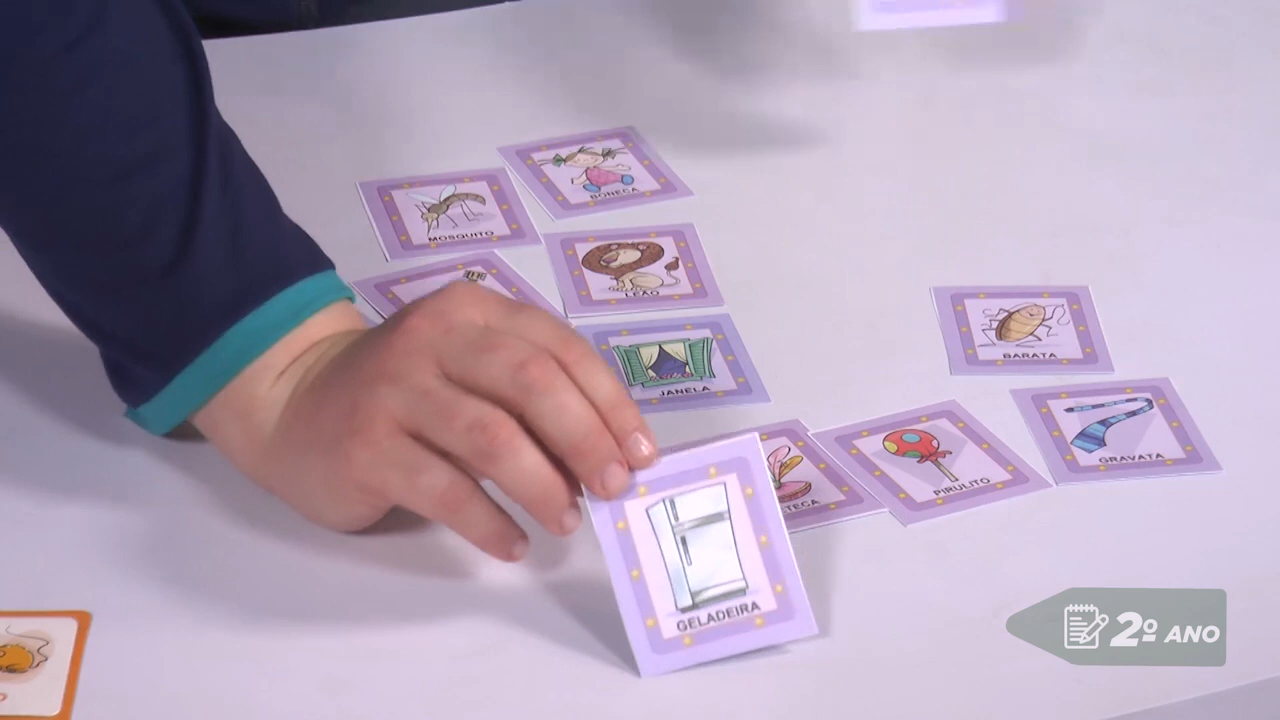 BONECA
MOSQUITO
LEÃO
JANELA
BARATA
GRAVATA
PIRULITO
GELADEIRA
2º ANO